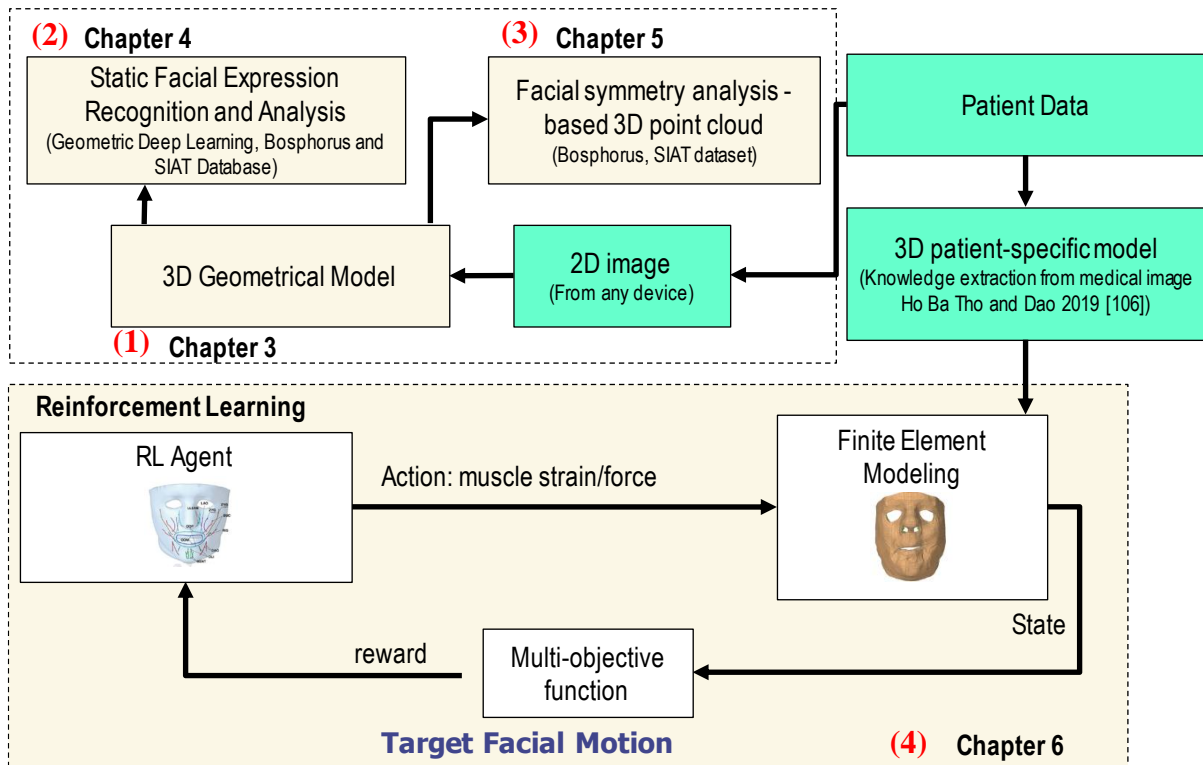 (2) Chapter 4
Static Facial Expression
Recognition and Analysis
(Geometric Deep Learning, Bosphorus and
SIAT Database)
(3) Chapter 5
Facial symmetry analysis -
based 3D point cloud
(Bosphorus, SIAT dataset)
Patient Data
3D Geometrical Model
2D image
(From any device)
3D patient-specific model
(Knowledge extraction from medical image
Ho Ba Tho and Dao 2019 [106])
(1) Chapter 3
Reinforcement Learning
RL Agent
Action: muscle strain/force
Finite Element
Modeling
State
reward
Multi-objective
function
Target Facial Motion
(4) Chapter 6